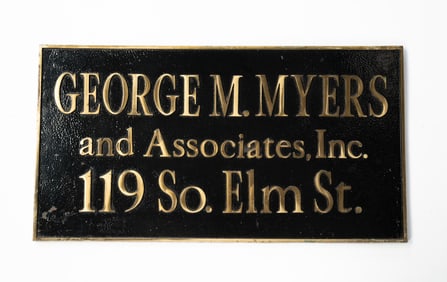 GEORGE M. MYERS
and Associates, Inc.
119 So. Elm St.